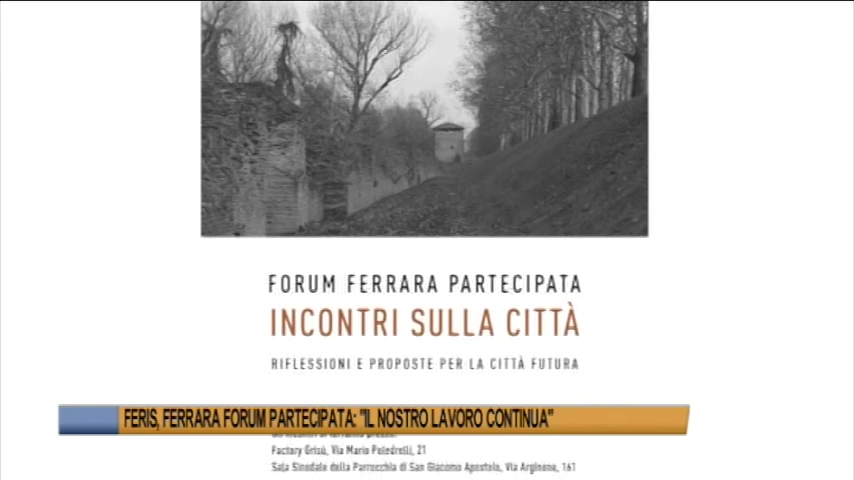 FORUM FERRARA PARTECIPATA
INCONTRI SULLA CITTÀ
RIFLESSIONI E PROPOSTE PER LA CITTÀ FUTURA
FERIS, FERRARA FORUM PARTECIPATA: "IL NOSTRO LAVORO CONTINUA"
Factory Grisù, Via Mario Poledrelli, 21
Sala Sinodale della Parrocchia di San Giacomo Apostolo, Via Arginone, 161